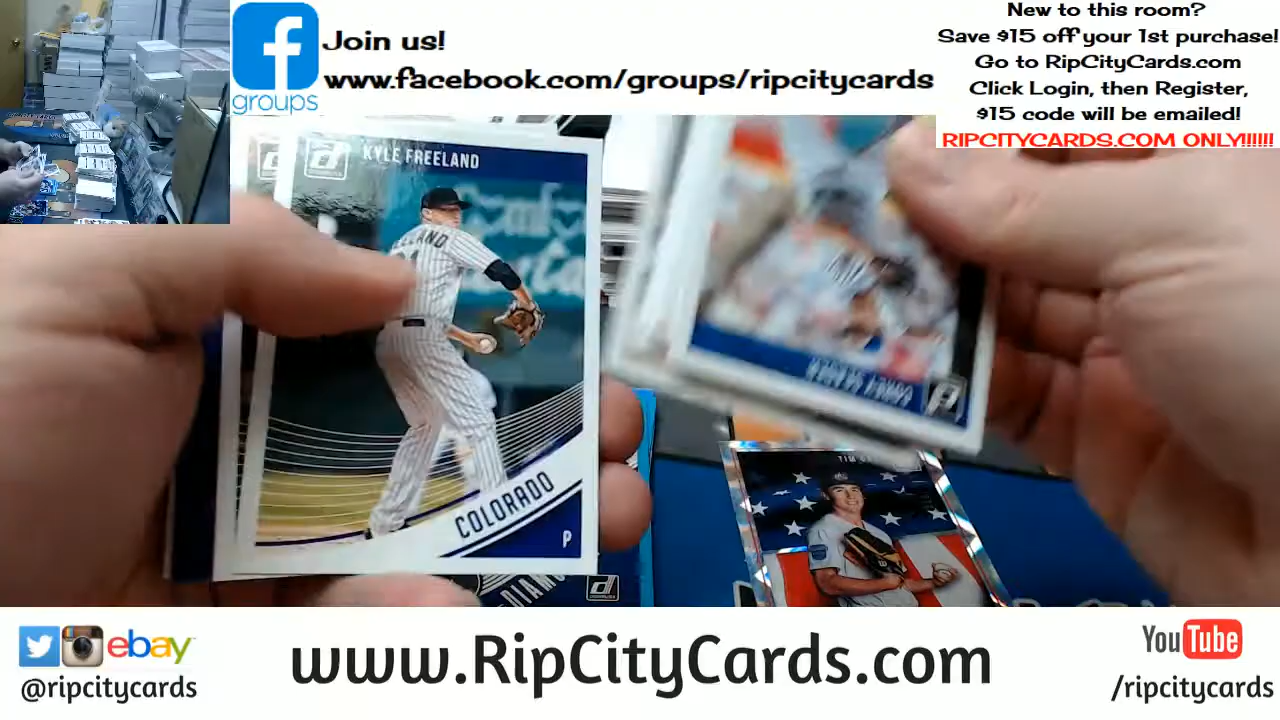 Join us!
www.facebook.com/groups/ripcitycards
groups
New to this room?
Save $15 off your 1st purchase!
Go to RipCityCards.com
Click Login, then Register,
$15 code will be emailed!
RIPCITYCARDS.COM ONLY!!!!!!
KYLE FREELAND
COLORADO
P
TIM
ebay
@ripcitycards
www.RipCityCards.com
YouTube
/ripcitycards